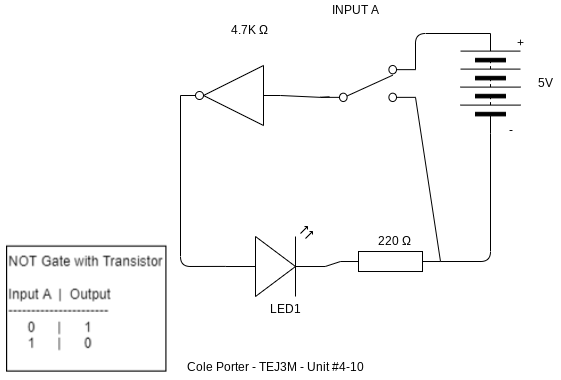 INPUT A
4.7K Ω
+
5V
-
220 Ω
LED1
NOT Gate with Transistor
Input A | Output
-----------------------
0 | 1
1 | 0
Cole Porter - TEJ3M - Unit #4-10